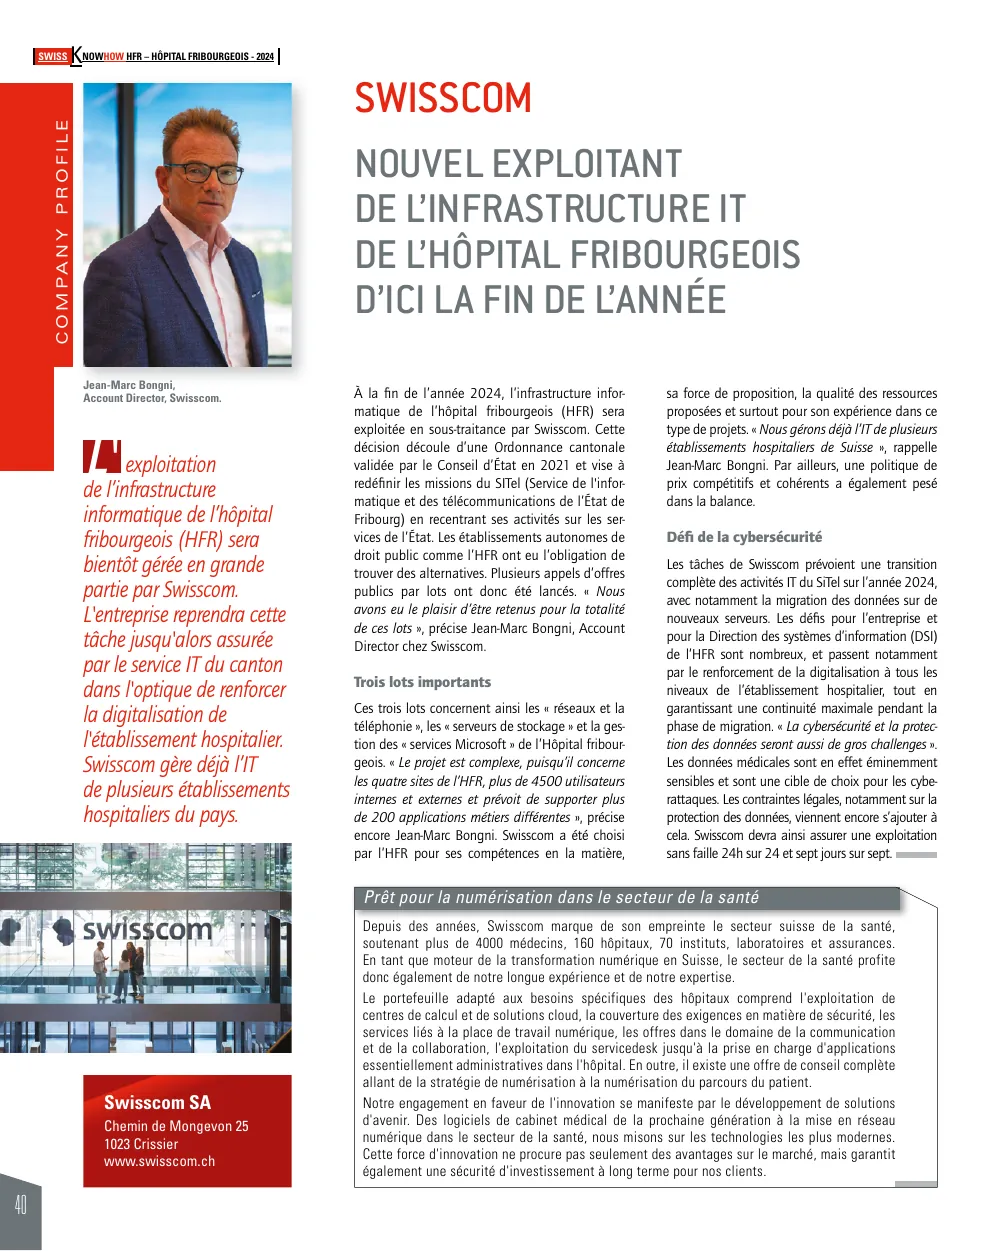 SWISS KNOWHOW HFR – HÔPITAL FRIBOURGEOIS - 2024
COMPANY PROFILE
Jean-Marc Bongni,
Account Director, Swisscom.
L'exploitation
de l’infrastructure
informatique de l’hôpital
fribourgeois (HFR) sera
bientôt gérée en grande
partie par Swisscom.
L'entreprise reprendra cette
tâche jusqu'alors assurée
par le service IT du canton
dans l'optique de renforcer
la digitalisation de
l'établissement hospitalier.
Swisscom gère déjà l’IT
de plusieurs établissements
hospitaliers du pays.
swisscom
Swisscom SA
Chemin de Mongevon 25
1023 Crissier
www.swisscom.ch
40
SWISSCOM
NOUVEL EXPLOITANT
DE L’INFRASTRUCTURE IT
DE L’HÔPITAL FRIBOURGEOIS
D’ICI LA FIN DE L’ANNÉE
À la fin de l’année 2024, l’infrastructure infor-
matique de l’hôpital fribourgeois (HFR) sera
exploitée en sous-traitance par Swisscom. Cette
décision découle d’une Ordonnance cantonale
validée par le Conseil d’État en 2021 et vise à
redéfinir les missions du SITel (Service de l'infor-
matique et des télécommunications de l’État de
Fribourg) en recentrant ses activités sur les ser-
vices de l’État. Les établissements autonomes de
droit public comme l’HFR ont eu l’obligation de
trouver des alternatives. Plusieurs appels d’offres
publics par lots ont donc été lancés. « Nous
avons eu le plaisir d’être retenus pour la totalité
de ces lots », précise Jean-Marc Bongni, Account
Director chez Swisscom.
Trois lots importants
Ces trois lots concernent ainsi les « réseaux et la
téléphonie », les « serveurs de stockage » et la ges-
tion des « services Microsoft » de l’Hôpital fribour-
geois. « Le projet est complexe, puisqu’il concerne
les quatre sites de l’HFR, plus de 4500 utilisateurs
internes et externes et prévoit de supporter plus
de 200 applications métiers différentes », précise
encore Jean-Marc Bongni. Swisscom a été choisi
par l’HFR pour ses compétences en la matière,
sa force de proposition, la qualité des ressources
proposées et surtout pour son expérience dans ce
type de projets. « Nous gérons déjà l’IT de plusieurs
établissements hospitaliers de Suisse », rappelle
Jean-Marc Bongni. Par ailleurs, une politique de
prix compétitifs et cohérents a également pesé
dans la balance.
Défi de la cybersécurité
Les tâches de Swisscom prévoient une transition
complète des activités IT du SiTel sur l’année 2024,
avec notamment la migration des données sur de
nouveaux serveurs. Les défis pour l’entreprise et
pour la Direction des systèmes d’information (DSI)
de l’HFR sont nombreux, et passent notamment
par le renforcement de la digitalisation à tous les
niveaux de l’établissement hospitalier, tout en
garantissant une continuité maximale pendant la
phase de migration. « La cybersécurité et la protec-
tion des données seront aussi de gros challenges ».
Les données médicales sont en effet éminemment
sensibles et sont une cible de choix pour les cybe-
rattaques. Les contraintes légales, notamment sur la
protection des données, viennent encore s’ajouter à
cela. Swisscom devra ainsi assurer une exploitation
sans faille 24h sur 24 et sept jours sur sept.
Prêt pour la numérisation dans le secteur de la santé
Depuis des années, Swisscom marque de son empreinte le secteur suisse de la santé,
soutenant plus de 4000 médecins, 160 hôpitaux, 70 instituts, laboratoires et assurances.
En tant que moteur de la transformation numérique en Suisse, le secteur de la santé profite
donc également de notre longue expérience et de notre expertise.
Le portefeuille adapté aux besoins spécifiques des hôpitaux comprend l'exploitation de
centres de calcul et de solutions cloud, la couverture des exigences en matière de sécurité, les
services liés à la place de travail numérique, les offres dans le domaine de la communication
et de la collaboration, l'exploitation du servicedesk jusqu'à la prise en charge d'applications
essentiellement administratives dans l'hôpital. En outre, il existe une offre de conseil complète
allant de la stratégie de numérisation à la numérisation du parcours du patient.
Notre engagement en faveur de l'innovation se manifeste par le développement de solutions
d'avenir. Des logiciels de cabinet médical de la prochaine génération à la mise en réseau
numérique dans le secteur de la santé, nous misons sur les technologies les plus modernes.
Cette force d'innovation ne procure pas seulement des avantages sur le marché, mais garantit
également une sécurité d'investissement à long terme pour nos clients.